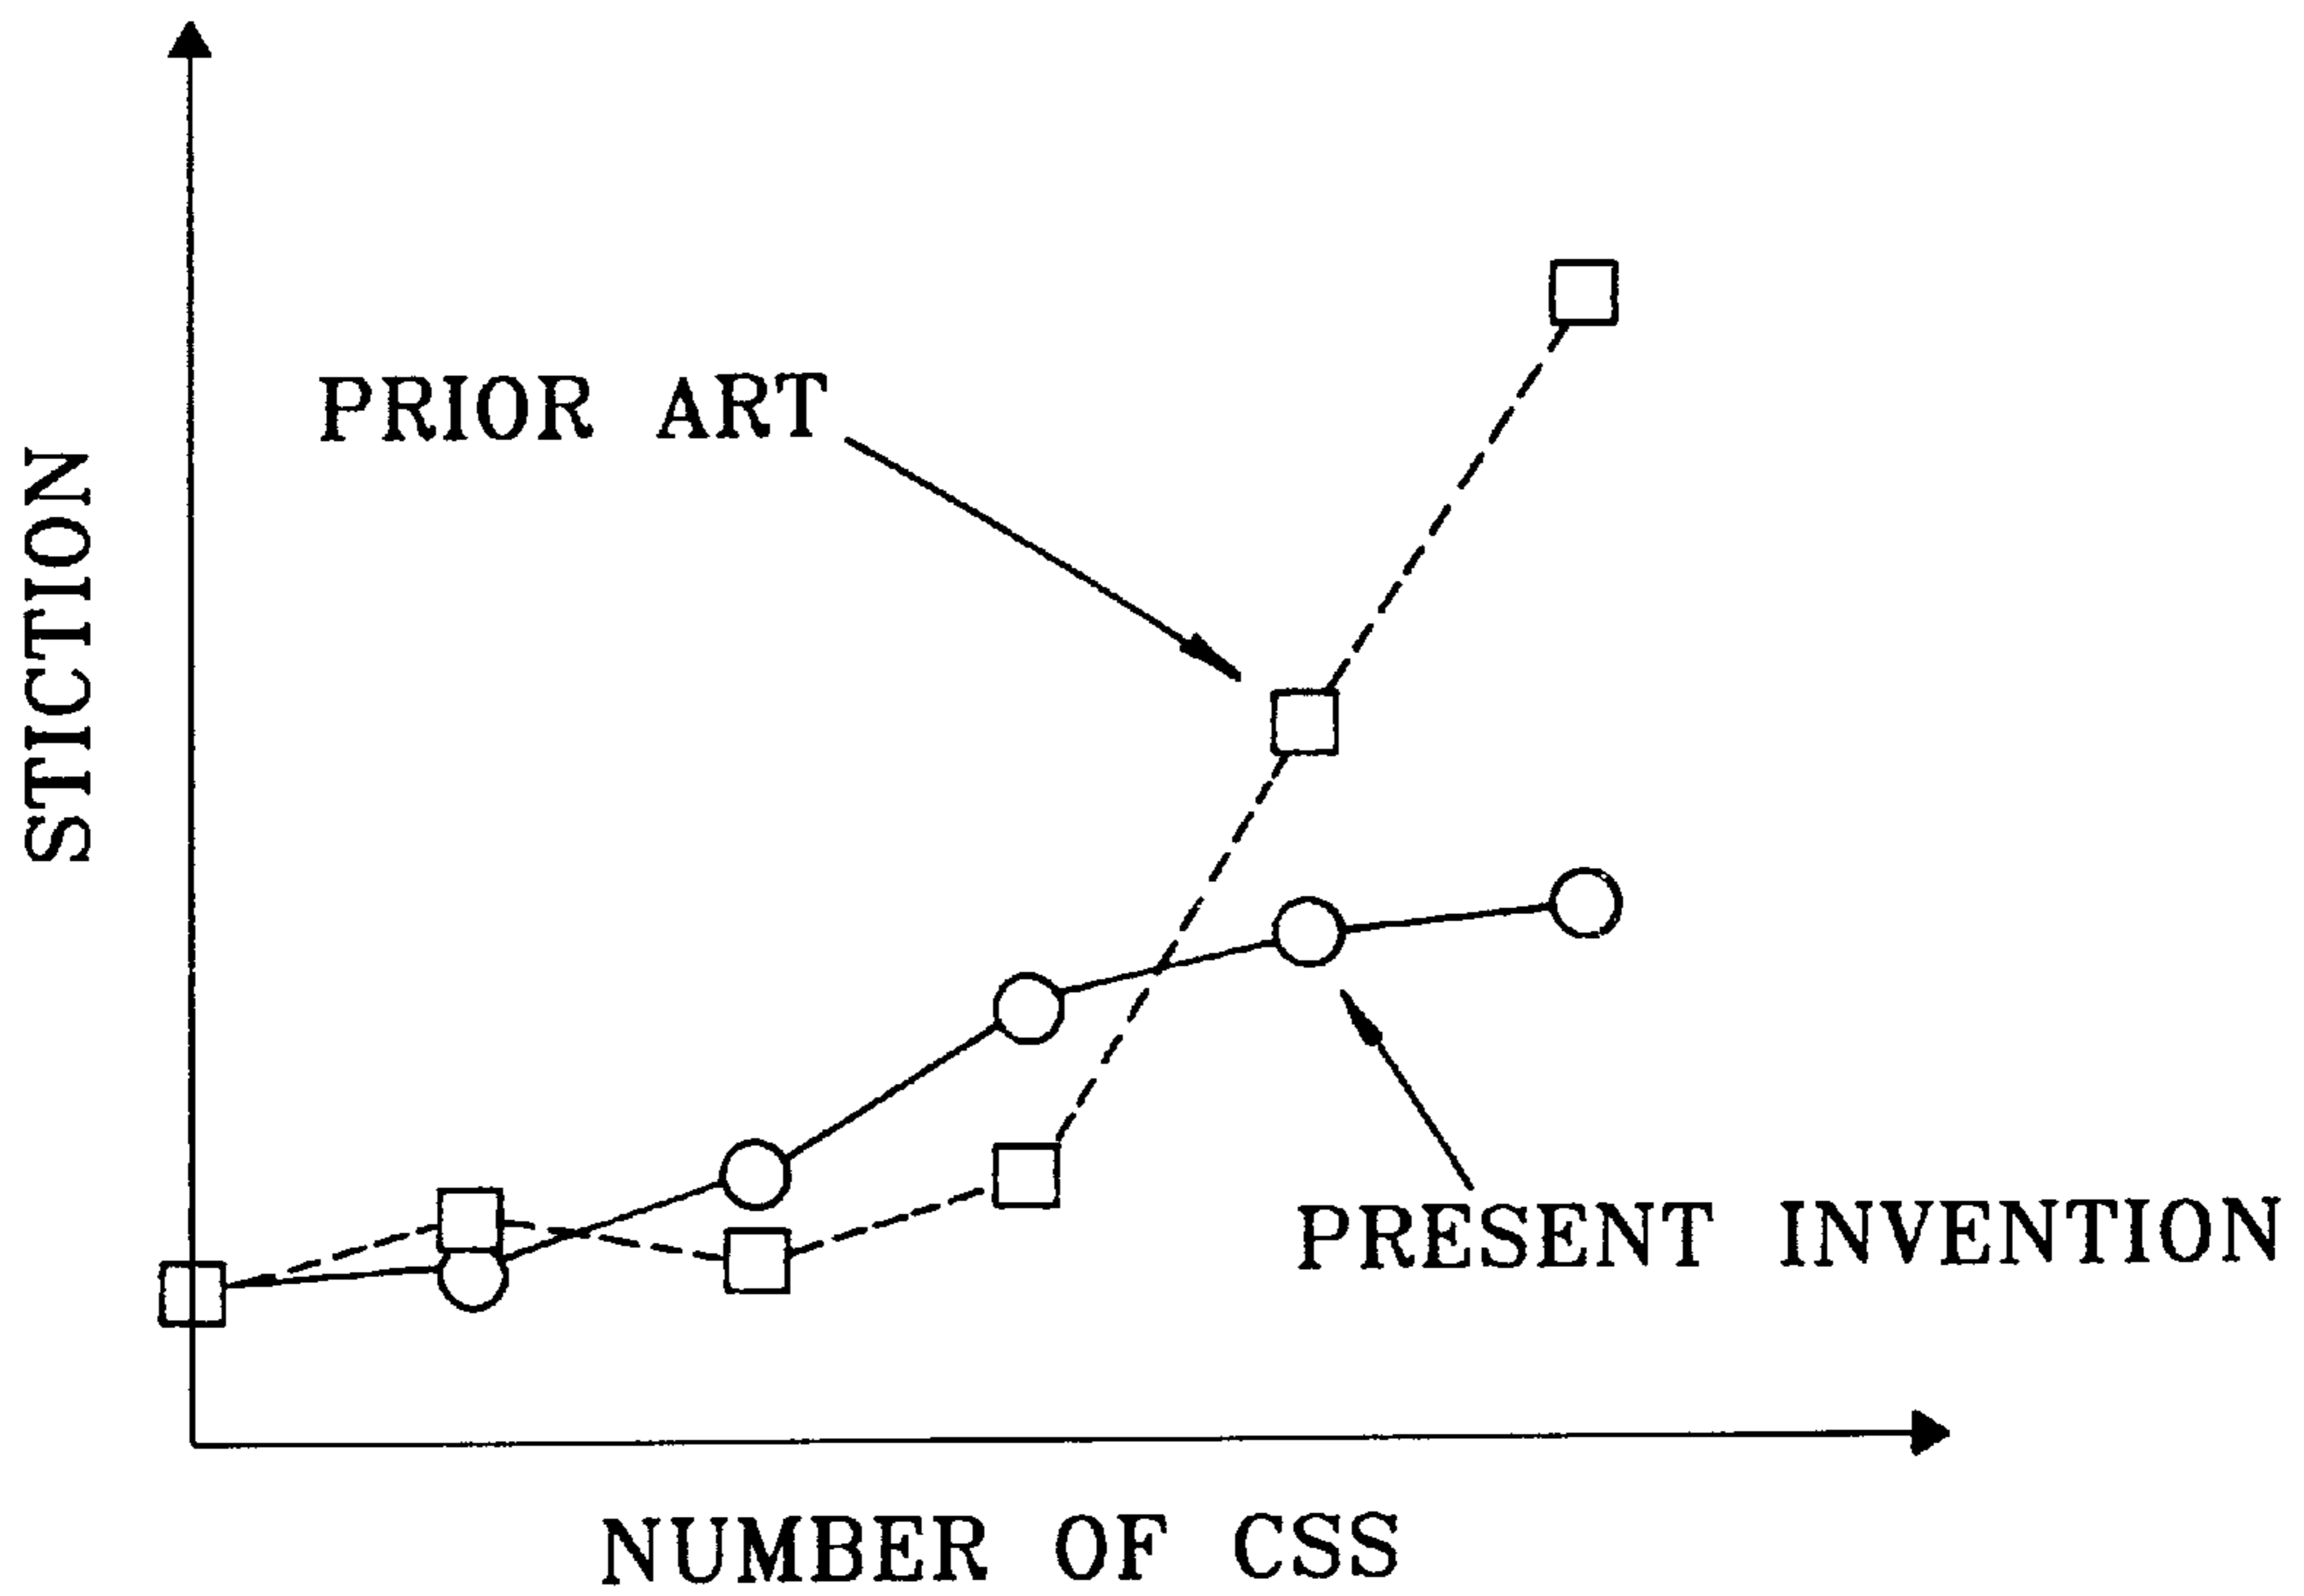 PRIOR ART
STICTION
PRESENT INVENTION
NUMBER OF CSS